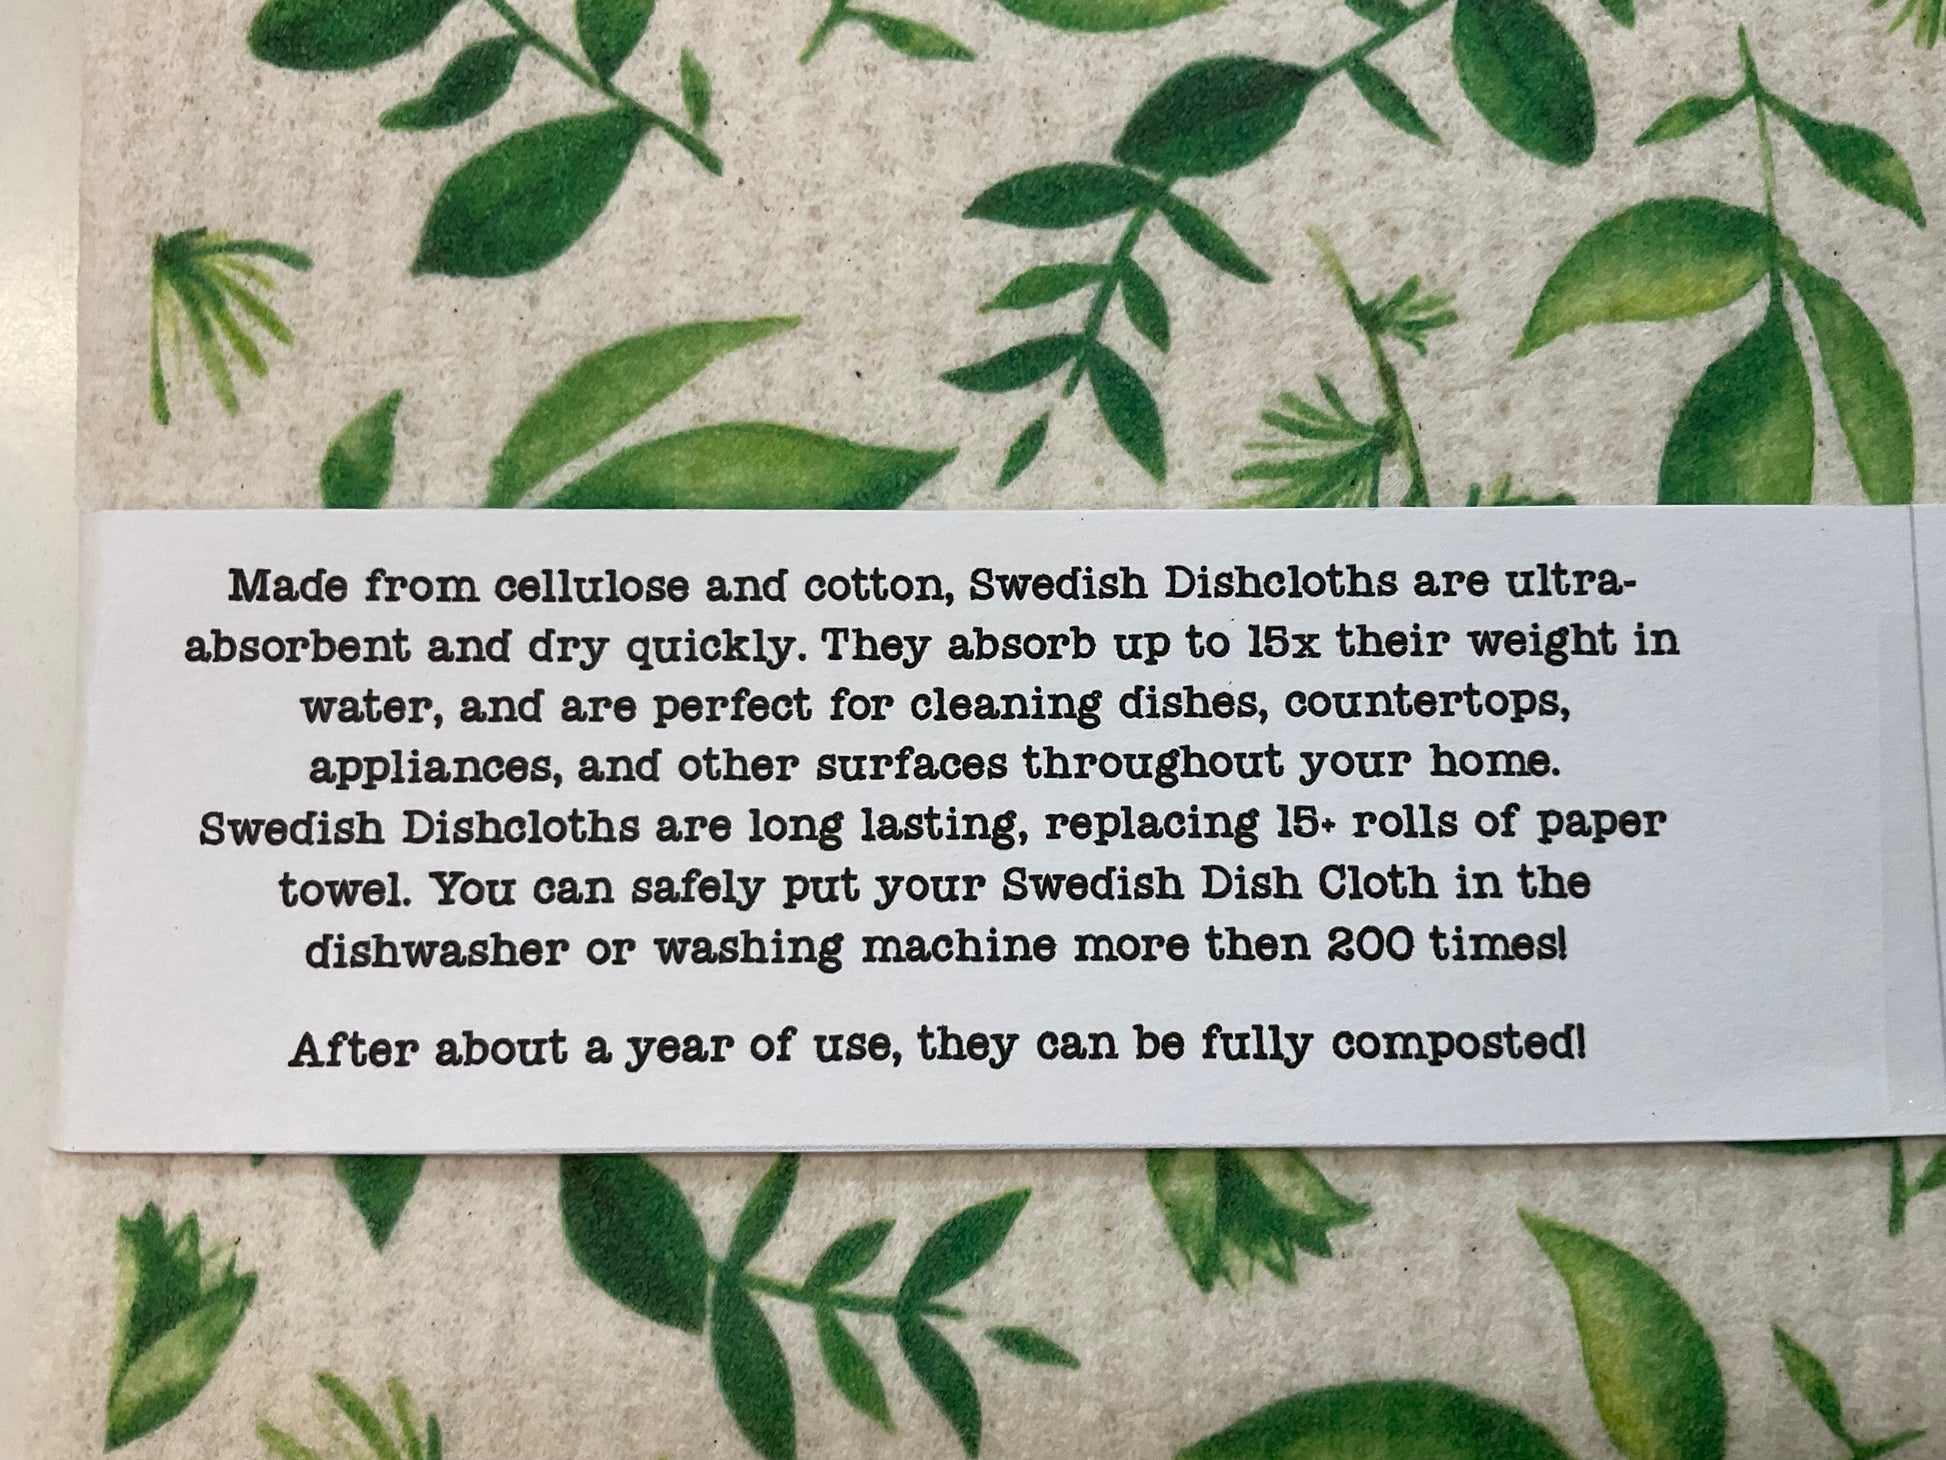 Made from cellulose and cotton, Swedish Dishcloths are ultra-
absorbent and dry quickly. They absorb up to 15x their weight in
water, and are perfect for cleaning dishes, countertops,
appliances, and other surfaces throughout your home.
Swedish Dishcloths are long lasting, replacing 15+ rolls of paper
towel. You can safely put your Swedish Dish Cloth in the
dishwasher or washing machine more then 200 times!
After about a year of use, they can be fully composted!